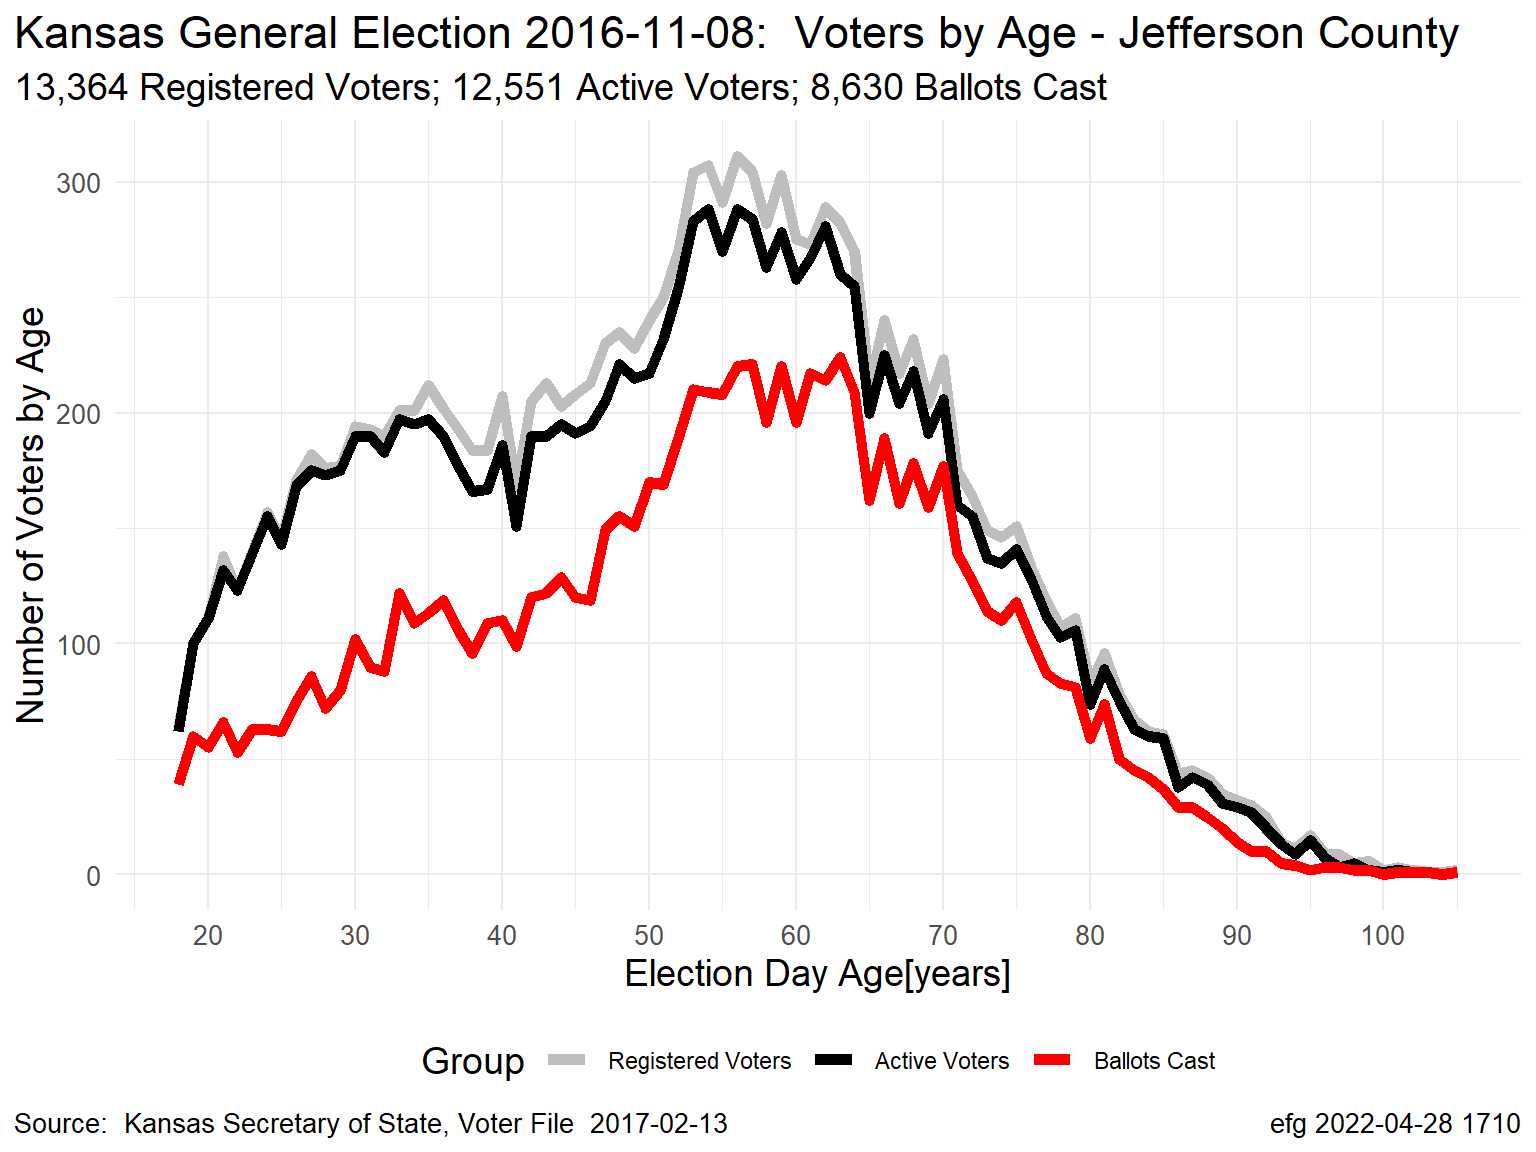 Kansas General Election 2016-11-08:  Voters by Age - Jefferson County
13,364 Registered Voters; 12,551 Active Voters; 8,630 Ballots Cast
Number of Voters by Age
300
200
100
0
20 30 40 50 60 70 80 90 100
Election Day Age[years]
Group Registered Voters Active Voters Ballots Cast
Source:  Kansas Secretary of State, Voter File  2017-02-13 efg 2022-04-28 1710